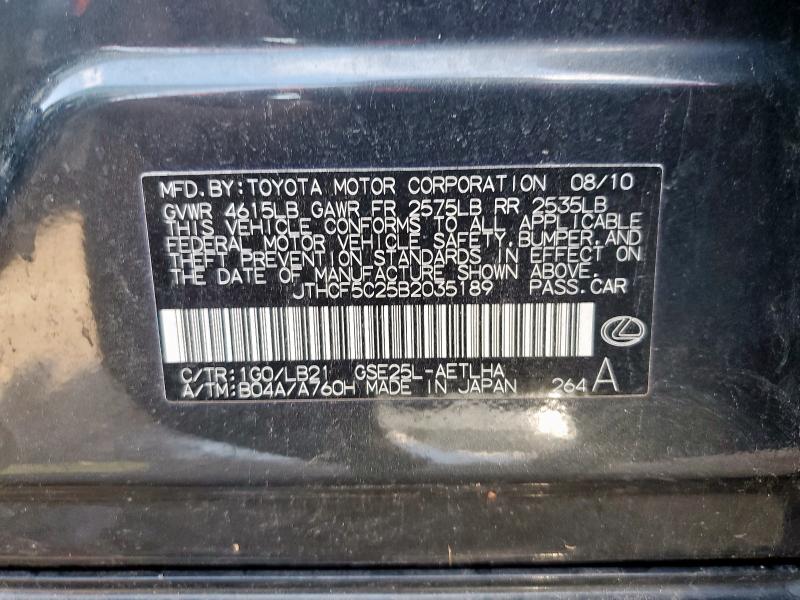 MFD. BY: TOYOTA MOTOR CORPORATION 08/10
GVWR 4615LB GAWR FR 2575LB RR 2535LB
THIS VEHICLE CONFORMS TO ALL APPLICABLE
FEDERAL MOTOR VEHICLE SAFETY, BUMPER, AND
THEFT PREVENTION STANDARDS IN EFFECT ON
THE DATE OF MANUFACTURE SHOWN ABOVE.
JTHCF5C25B2035189 PASS. CAR
C/TR: 1G0/LB21 GSE25L-AETLHA
A/TM: B04A/A760H MADE IN JAPAN 264 A